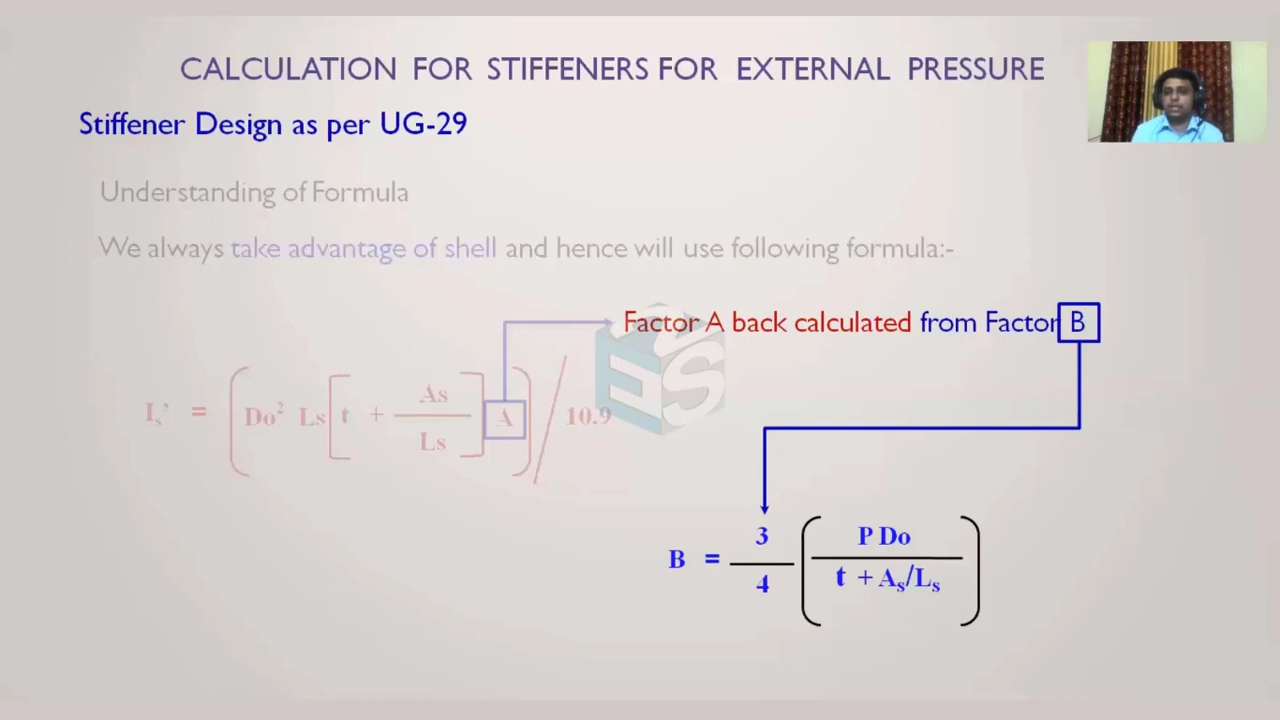 CALCULATION FOR STIFFENERS FOR EXTERNAL PRESSURE
Stiffener Design as per UG-29
Understanding of Formula
We always take advantage of shell and hence will use following formula:-
Factor A back calculated from Factor B
Is' = ( Do² Ls [ t + As / Ls ] A ) / 10.9
B = 3 / 4 ( P Do / t + As/Ls )